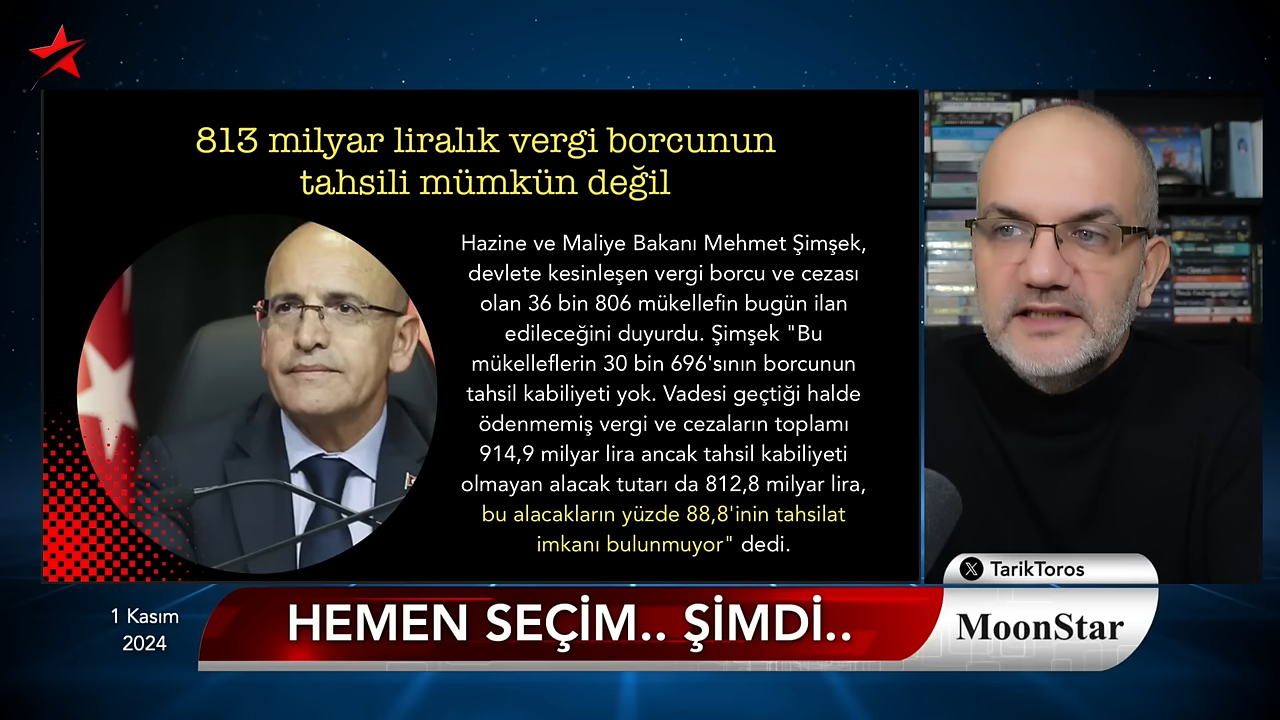 813 milyar liralık vergi borcunun
tahsili mümkün değil
Hazine ve Maliye Bakanı Mehmet Şimşek,
devlete kesinleşen vergi borcu ve cezası
olan 36 bin 806 mükellefin bugün ilan
edileceğini duyurdu. Şimşek "Bu
mükelleflerin 30 bin 696'sının borcunun
tahsil kabiliyeti yok. Vadesi geçtiği halde
ödenmemiş vergi ve cezaların toplamı
914,9 milyar lira ancak tahsil kabiliyeti
olmayan alacak tutarı da 812,8 milyar lira,
bu alacakların yüzde 88,8'inin tahsilat
imkanı bulunmuyor" dedi.
TarikToros
1 Kasım
2024
HEMEN SEÇİM.. ŞİMDİ..
MoonStar